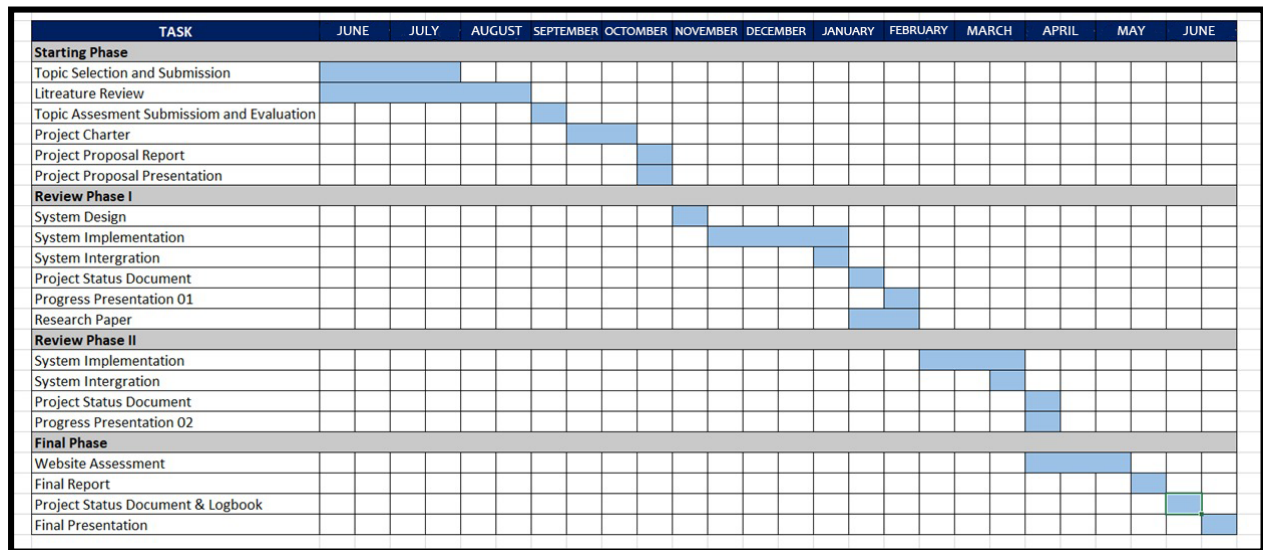 TASK JUNE JULY AUGUST SEPTEMBER OCTOMBER NOVEMBER DECEMBER JANUARY FEBRUARY MARCH APRIL MAY JUNE
Starting Phase
Topic Selection and Submission
Litreature Review
Topic Assesment Submissiom and Evaluation
Project Charter
Project Proposal Report
Project Proposal Presentation
Review Phase I
System Design
System Implementation
System Intergration
Project Status Document
Progress Presentation 01
Research Paper
Review Phase II
System Implementation
System Intergration
Project Status Document
Progress Presentation 02
Final Phase
Website Assessment
Final Report
Project Status Document & Logbook
Final Presentation